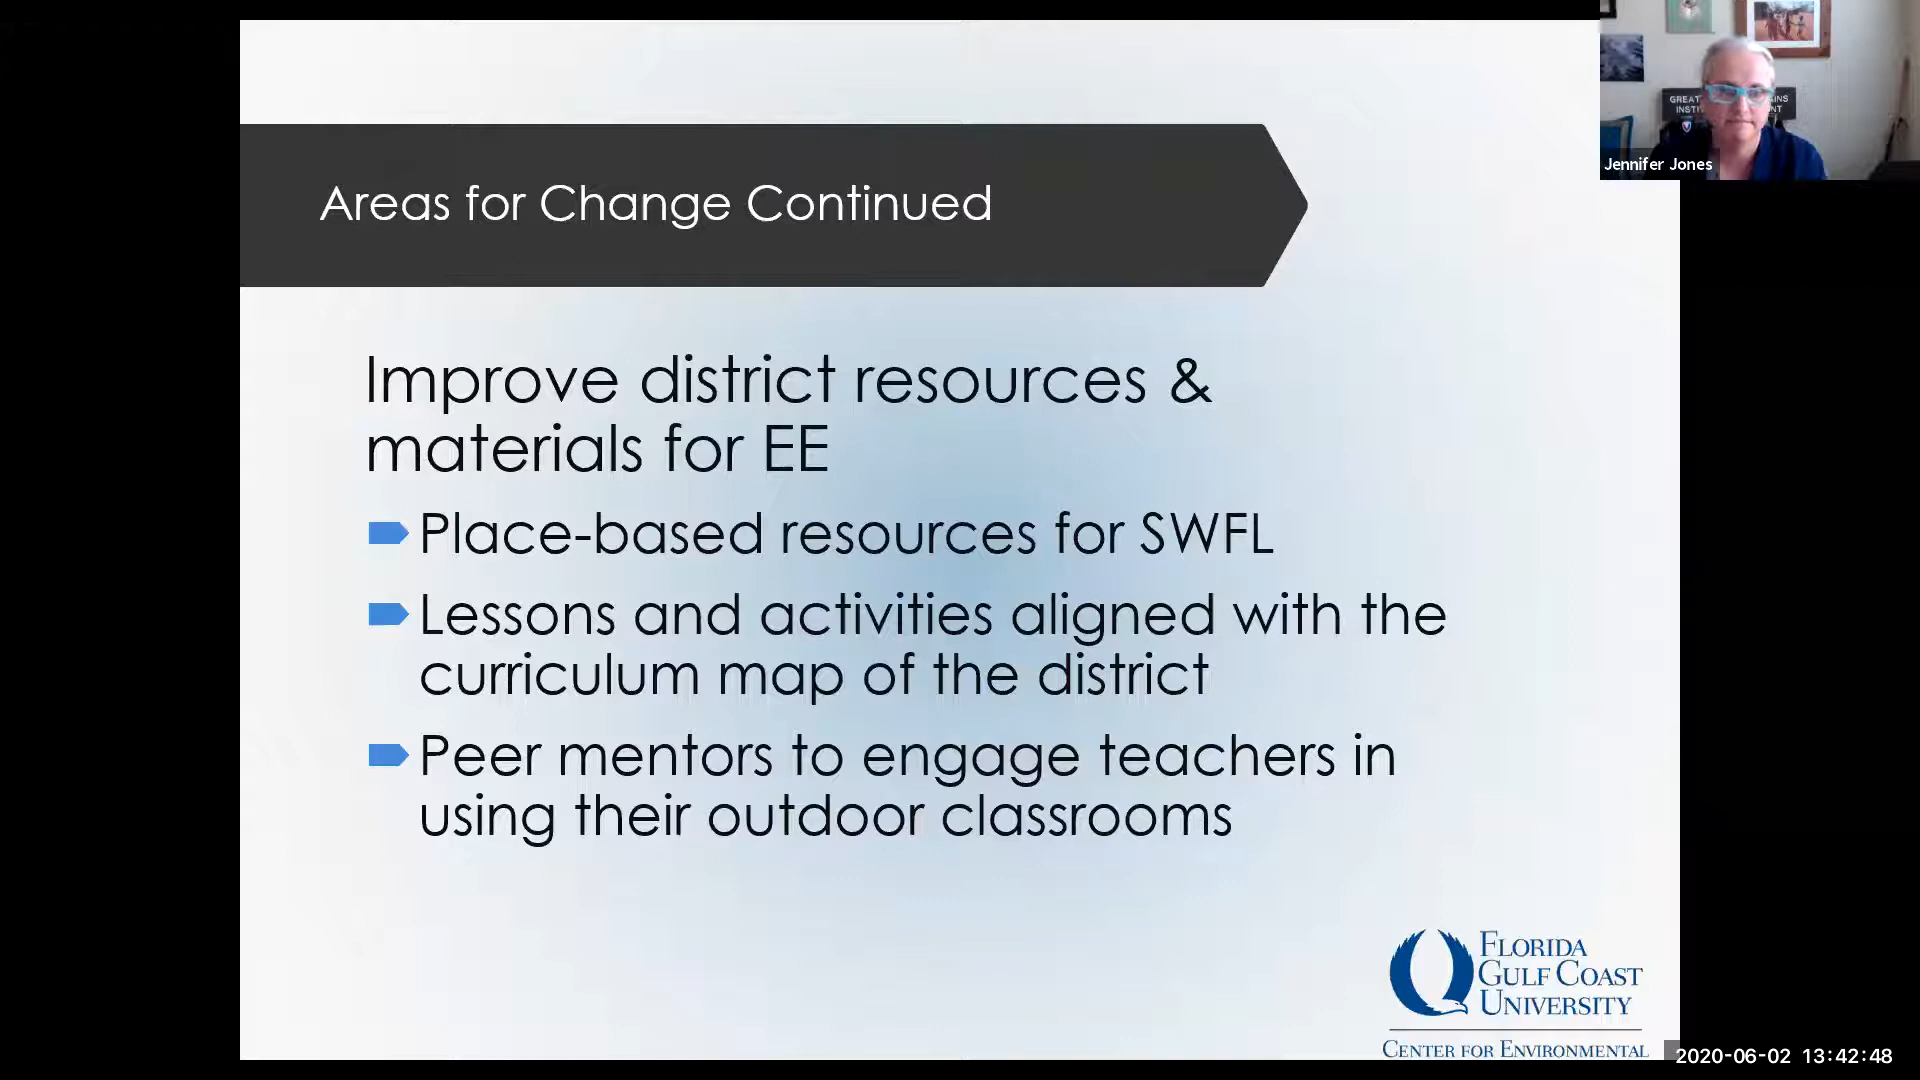 Areas for Change Continued
Improve district resources &
materials for EE
Place-based resources for SWFL
Lessons and activities aligned with the
curriculum map of the district
Peer mentors to engage teachers in
using their outdoor classrooms
FLORIDA
GULF COAST
UNIVERSITY
CENTER FOR ENVIRONMENTAL
GREAT
Jennifer Jones
2020-06-02 13:42:48